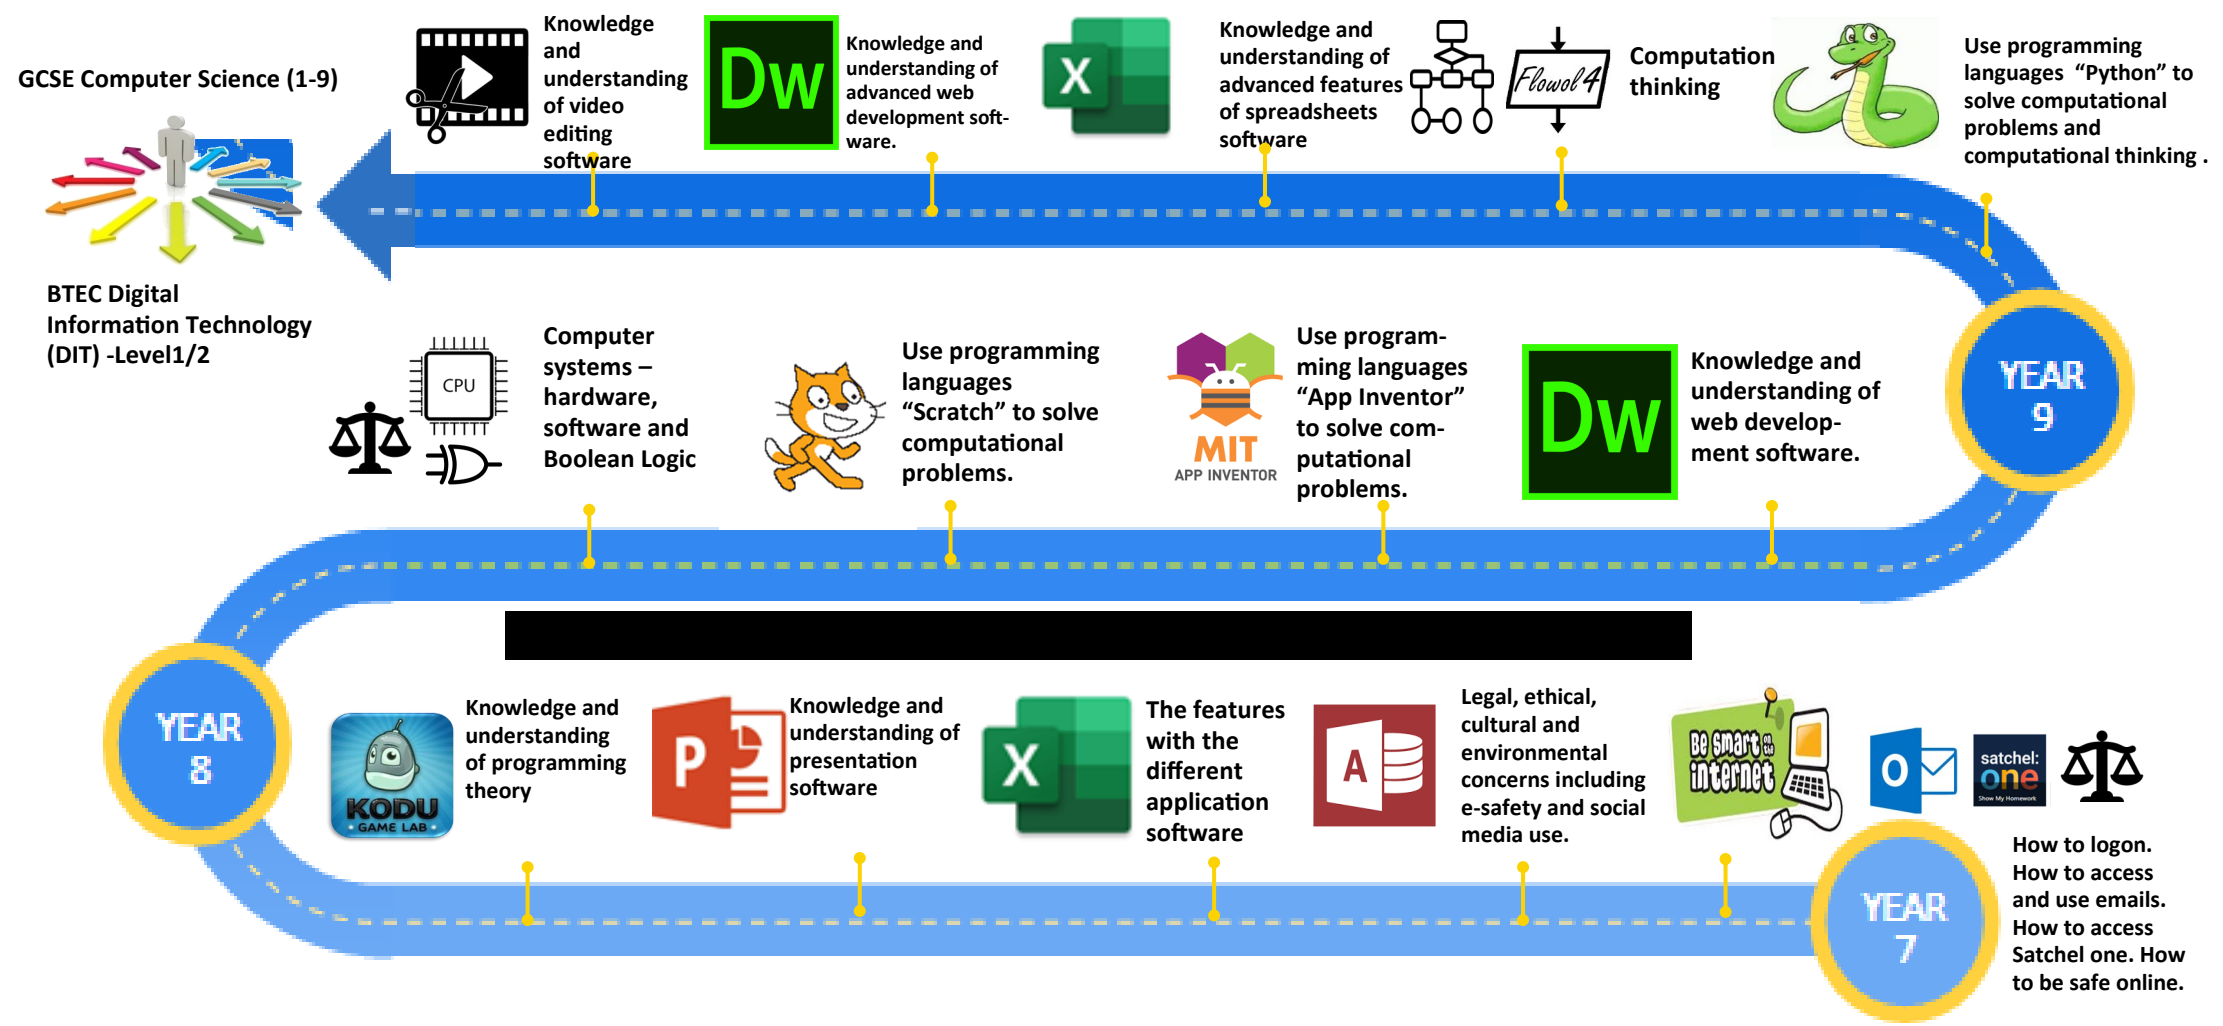 GCSE Computer Science (1-9)
BTEC Digital
Information Technology
(DIT) -Level1/2
Knowledge
and
understanding
of video
editing
software
Dw
Knowledge and
understanding of
advanced web
development soft-
ware.
X
Knowledge and
understanding of
advanced features
of spreadsheets
software
Flowol 4
Computation
thinking
Use programming
languages “Python” to
solve computational
problems and
computational thinking .
YEAR
9
CPU
Computer
systems –
hardware,
software and
Boolean Logic
Use programming
languages
“Scratch” to solve
computational
problems.
MIT
APP INVENTOR
Use program-
ming languages
“App Inventor”
to solve com-
putational
problems.
Dw
Knowledge and
understanding of
web develop-
ment software.
YEAR
8
KODU
GAME LAB
Knowledge and
understanding
of programming
theory
P
Knowledge and
understanding of
presentation
software
X
The features
with the
different
application
software
A
Legal, ethical,
cultural and
environmental
concerns including
e-safety and social
media use.
Be smart on the
internet
O
satchel:
one
Show My Homework
YEAR
7
How to logon.
How to access
and use emails.
How to access
Satchel one. How
to be safe online.